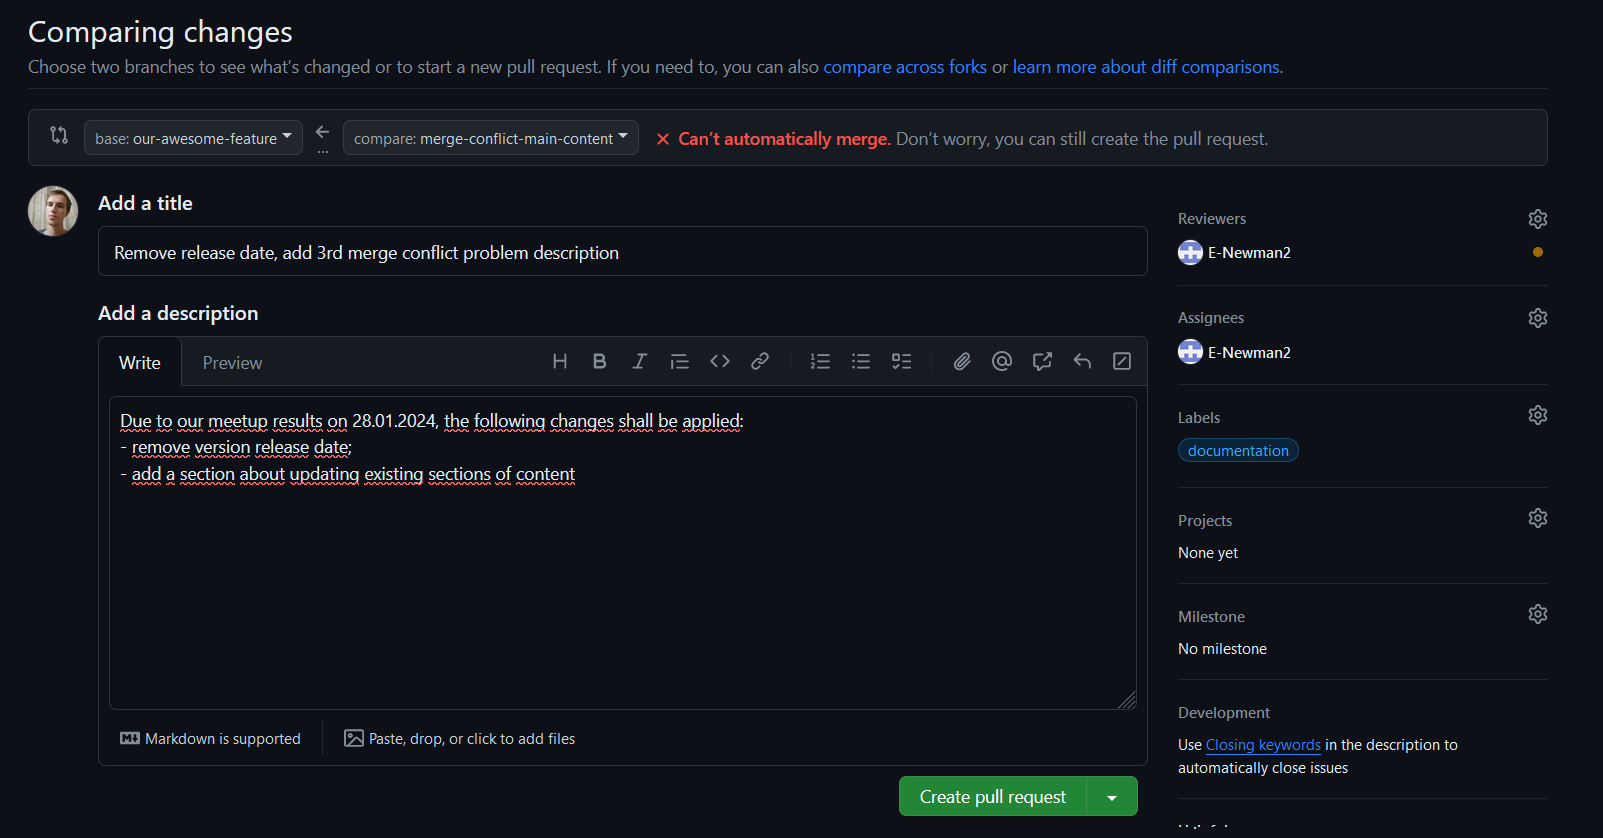 Comparing changes
Choose two branches to see what's changed or to start a new pull request. If you need to, you can also compare across forks or learn more about diff comparisons.
base: our-awesome-feature
...
compare: merge-conflict-main-content
Can't automatically merge. Don't worry, you can still create the pull request.
Add a title
Remove release date, add 3rd merge conflict problem description
Add a description
Write
Preview
Due to our meetup results on 28.01.2024, the following changes shall be applied:
- remove version release date;
- add a section about updating existing sections of content
Markdown is supported
Paste, drop, or click to add files
Create pull request
Reviewers
E-Newman2
Assignees
E-Newman2
Labels
documentation
Projects
None yet
Milestone
No milestone
Development
Use Closing keywords in the description to
automatically close issues